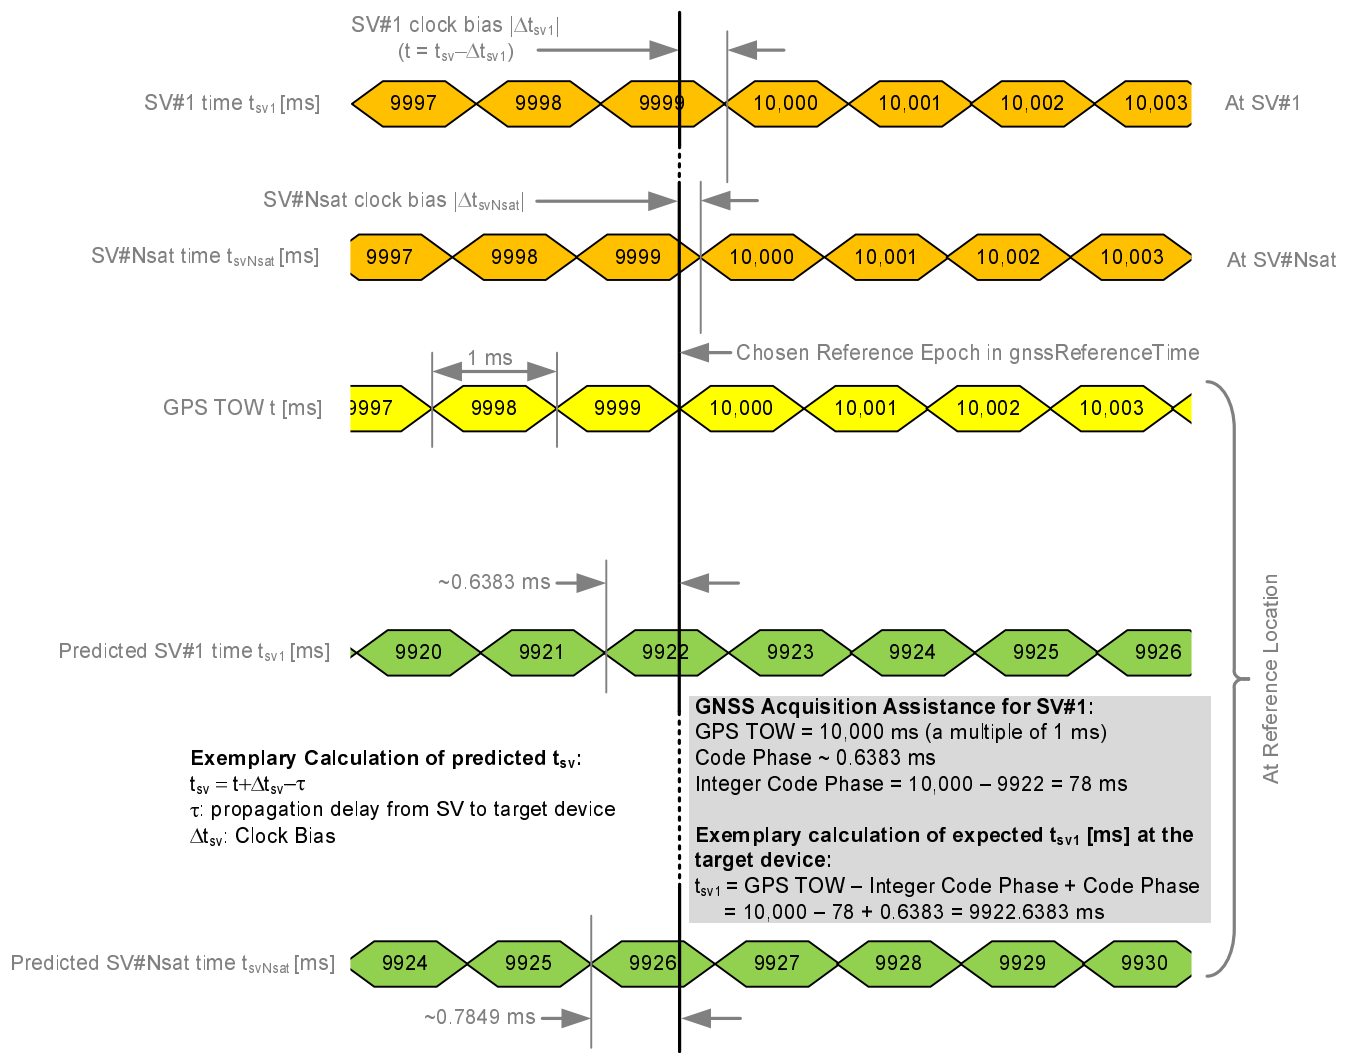 SV#1 clock bias |Δtsv1|
(t = tsv–Δtsv1)
SV#1 time tsv1 [ms]
9997 9998 9999 10,000 10,001 10,002 10,003
At SV#1
SV#Nsat clock bias |ΔtsvNsat|
SV#Nsat time tsvNsat [ms]
9997 9998 9999 10,000 10,001 10,002 10,003
At SV#Nsat
Chosen Reference Epoch in gnssReferenceTime
1 ms
GPS TOW t [ms]
9997 9998 9999 10,000 10,001 10,002 10,003
~0.6383 ms
Predicted SV#1 time tsv1 [ms]
9920 9921 9922 9923 9924 9925 9926
At Reference Location
GNSS Acquisition Assistance for SV#1:
GPS TOW = 10,000 ms (a multiple of 1 ms)
Code Phase ~ 0.6383 ms
Integer Code Phase = 10,000 – 9922 = 78 ms
Exemplary calculation of expected tsv1 [ms] at the
target device:
tsv1 = GPS TOW – Integer Code Phase + Code Phase
= 10,000 – 78 + 0.6383 = 9922.6383 ms
Exemplary Calculation of predicted tsv:
tsv = t+Δtsv–τ
τ: propagation delay from SV to target device
Δtsv: Clock Bias
Predicted SV#Nsat time tsvNsat [ms]
9924 9925 9926 9927 9928 9929 9930
~0.7849 ms